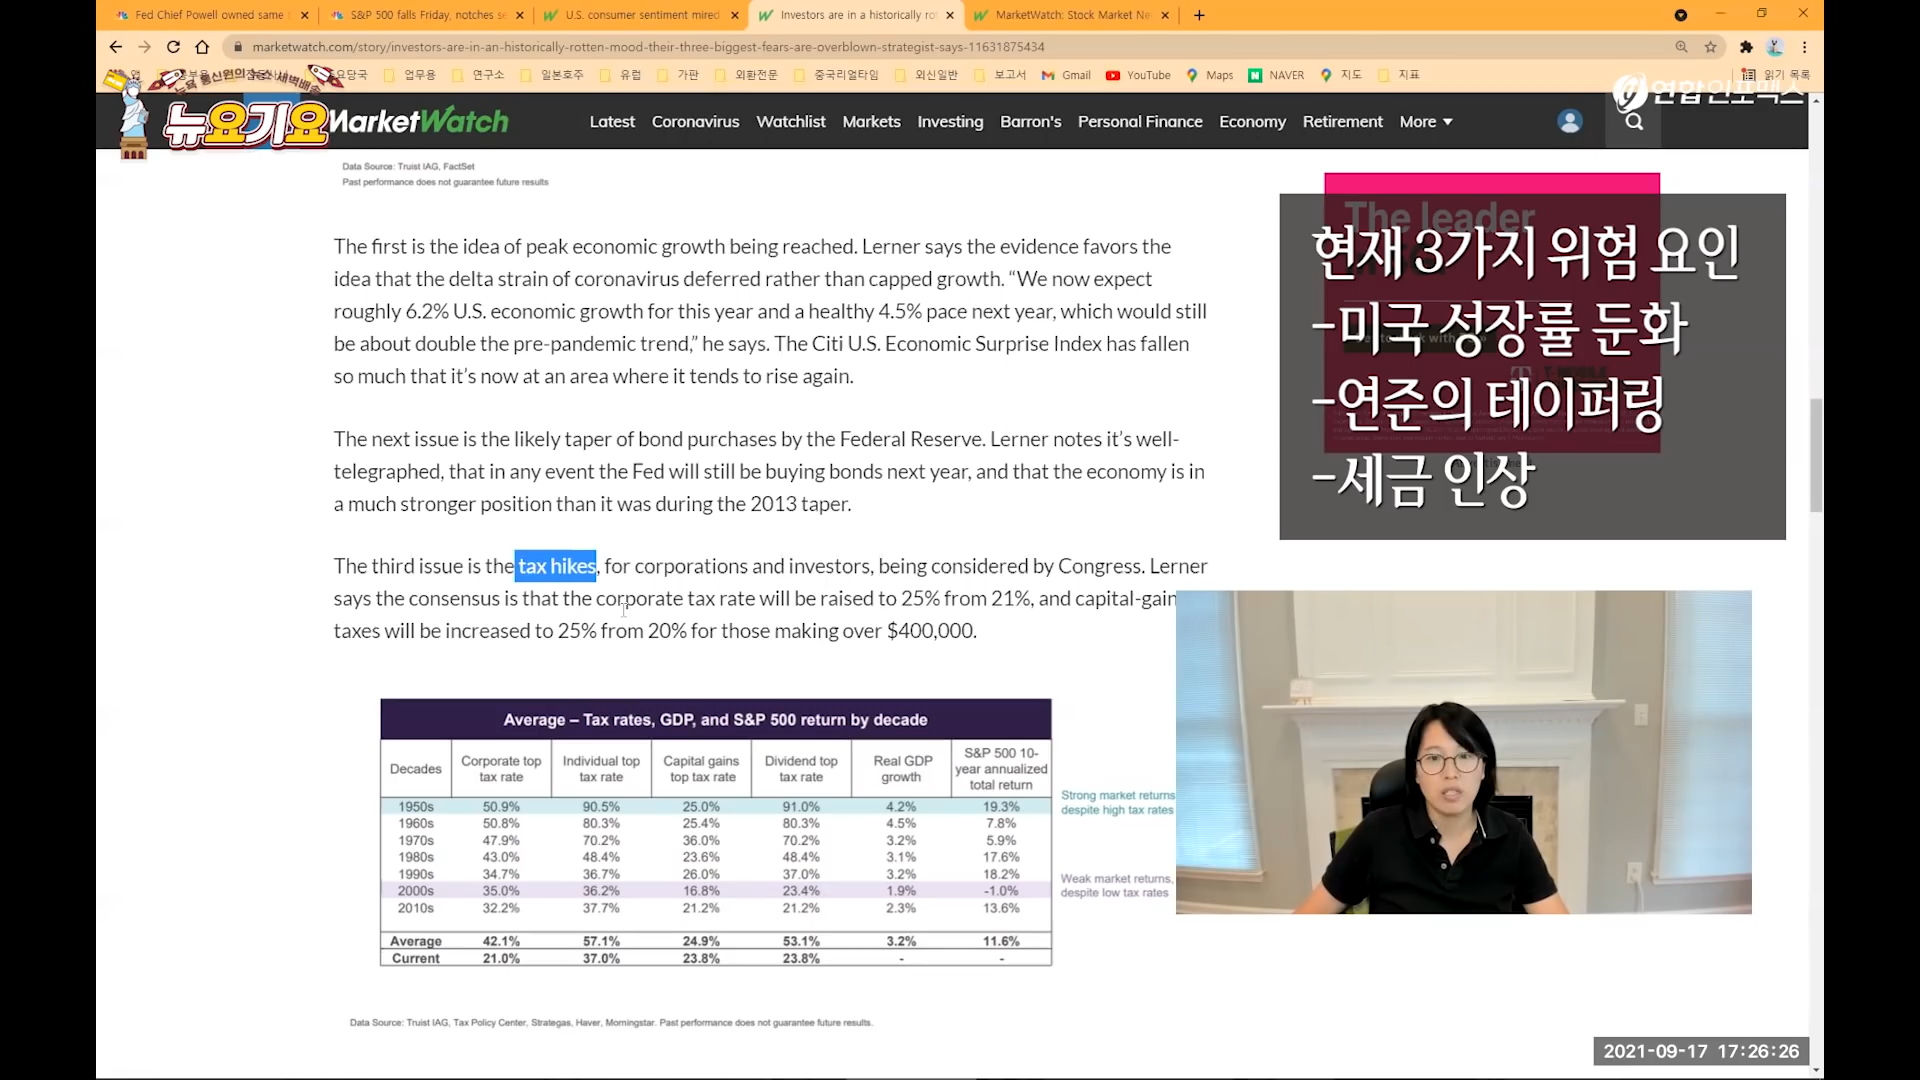 Fed Chief Powell owned same
S&P 500 falls Friday, notches se
U.S. consumer sentiment mired
Investors are in a historically ro
MarketWatch: Stock Market Ne
marketwatch.com/story/investors-are-in-an-historically-rotten-mood-their-three-biggest-fears-are-overblown-strategist-says-11631875434
업무용 연구소 일본호주 유럽 가판 외환전문 중국리얼타임 외신일반 보고서 Gmail YouTube Maps NAVER 지도 지표 읽기 목록
뉴욕 통신원의 뉴스 새벽배송
뉴요기요
연합인포맥스
MarketWatch
Latest Coronavirus Watchlist Markets Investing Barron's Personal Finance Economy Retirement More
Data Source: Truist IAG, FactSet
Past performance does not guarantee future results
The first is the idea of peak economic growth being reached. Lerner says the evidence favors the
idea that the delta strain of coronavirus deferred rather than capped growth. “We now expect
roughly 6.2% U.S. economic growth for this year and a healthy 4.5% pace next year, which would still
be about double the pre-pandemic trend,” he says. The Citi U.S. Economic Surprise Index has fallen
so much that it’s now at an area where it tends to rise again.
The next issue is the likely taper of bond purchases by the Federal Reserve. Lerner notes it’s well-
telegraphed, that in any event the Fed will still be buying bonds next year, and that the economy is in
a much stronger position than it was during the 2013 taper.
The third issue is the tax hikes, for corporations and investors, being considered by Congress. Lerner
says the consensus is that the corporate tax rate will be raised to 25% from 21%, and capital-gain
taxes will be increased to 25% from 20% for those making over $400,000.
The leader
현재 3가지 위험 요인
-미국 성장률 둔화
-연준의 테이퍼링
-세금 인상
Average – Tax rates, GDP, and S&P 500 return by decade
Decades Corporate top tax rate Individual top tax rate Capital gains top tax rate Dividend top tax rate Real GDP growth S&P 500 10-year annualized total return
1950s 50.9% 90.5% 25.0% 91.0% 4.2% 19.3%
1960s 50.8% 80.3% 25.4% 80.3% 4.5% 7.8%
1970s 47.9% 70.2% 36.0% 70.2% 3.2% 5.9%
1980s 43.0% 48.4% 23.6% 48.4% 3.1% 17.6%
1990s 34.7% 36.7% 26.0% 37.0% 3.2% 18.2%
2000s 35.0% 36.2% 16.8% 23.4% 1.9% -1.0%
2010s 32.2% 37.7% 21.2% 21.2% 2.3% 13.6%
Average 42.1% 57.1% 24.9% 53.1% 3.2% 11.6%
Current 21.0% 37.0% 23.8% 23.8% - -
Strong market returns
despite high tax rates
Weak market returns,
despite low tax rates
Data Source: Truist IAG, Tax Policy Center, Strategas, Haver, Morningstar. Past performance does not guarantee future results.
2021-09-17 17:26:26